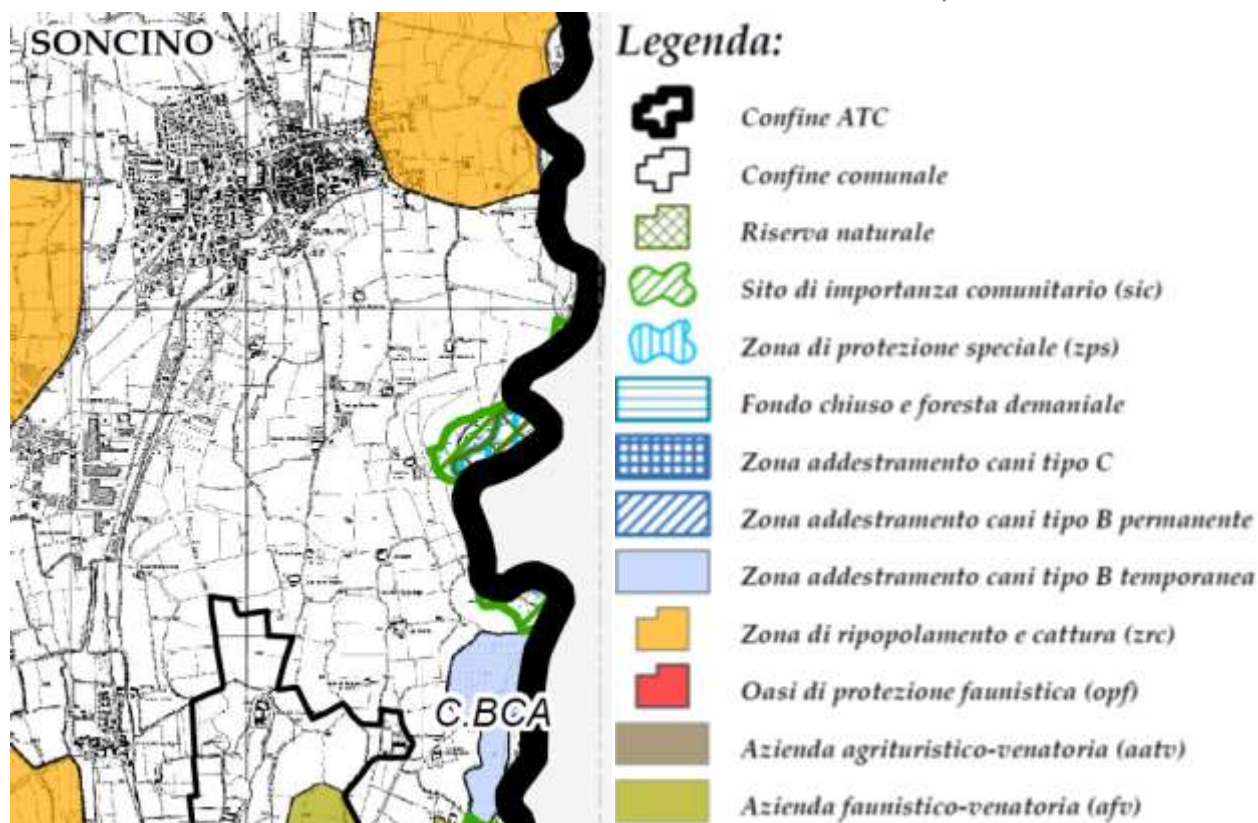 SONCINO
C.BCA
Legenda:
Confine ATC
Confine comunale
Riserva naturale
Sito di importanza comunitario (sic)
Zona di protezione speciale (zps)
Fondo chiuso e foresta demaniale
Zona addestramento cani tipo C
Zona addestramento cani tipo B permanente
Zona addestramento cani tipo B temporanea
Zona di ripopolamento e cattura (zrc)
Oasi di protezione faunistica (opf)
Azienda agrituristico-venatoria (aatv)
Azienda faunistico-venatoria (afv)